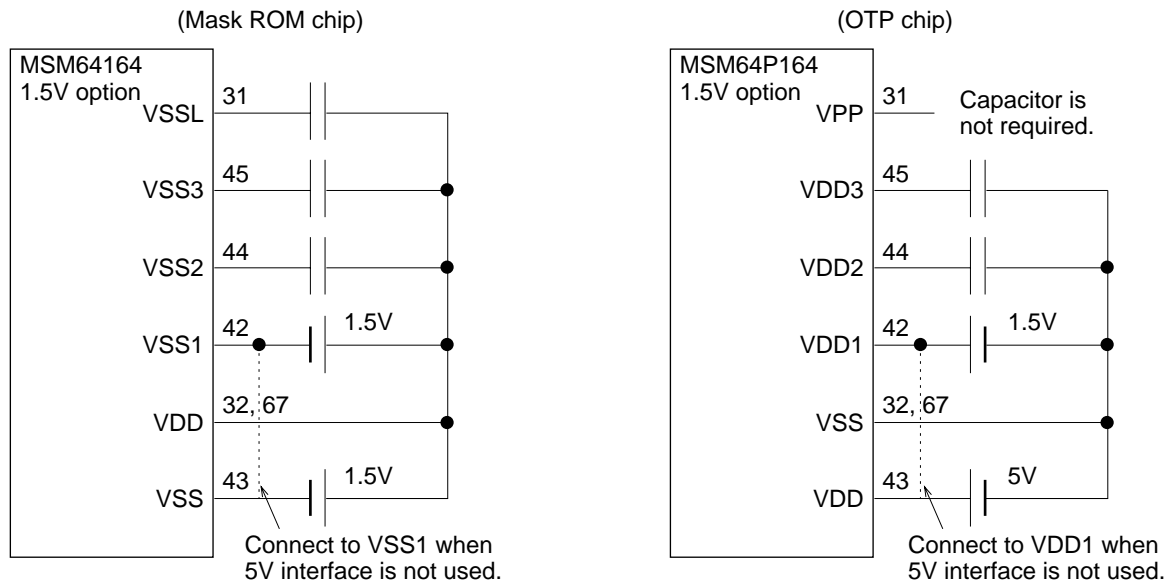 (Mask ROM chip)
MSM64164
1.5V option
VSSL
31
VSS3
45
VSS2
44
VSS1
42
1.5V
VDD
32, 67
VSS
43
1.5V
Connect to VSS1 when
5V interface is not used.
(OTP chip)
MSM64P164
1.5V option
VPP
31
Capacitor is
not required.
VDD3
45
VDD2
44
VDD1
42
1.5V
VSS
32, 67
VDD
43
5V
Connect to VDD1 when
5V interface is not used.